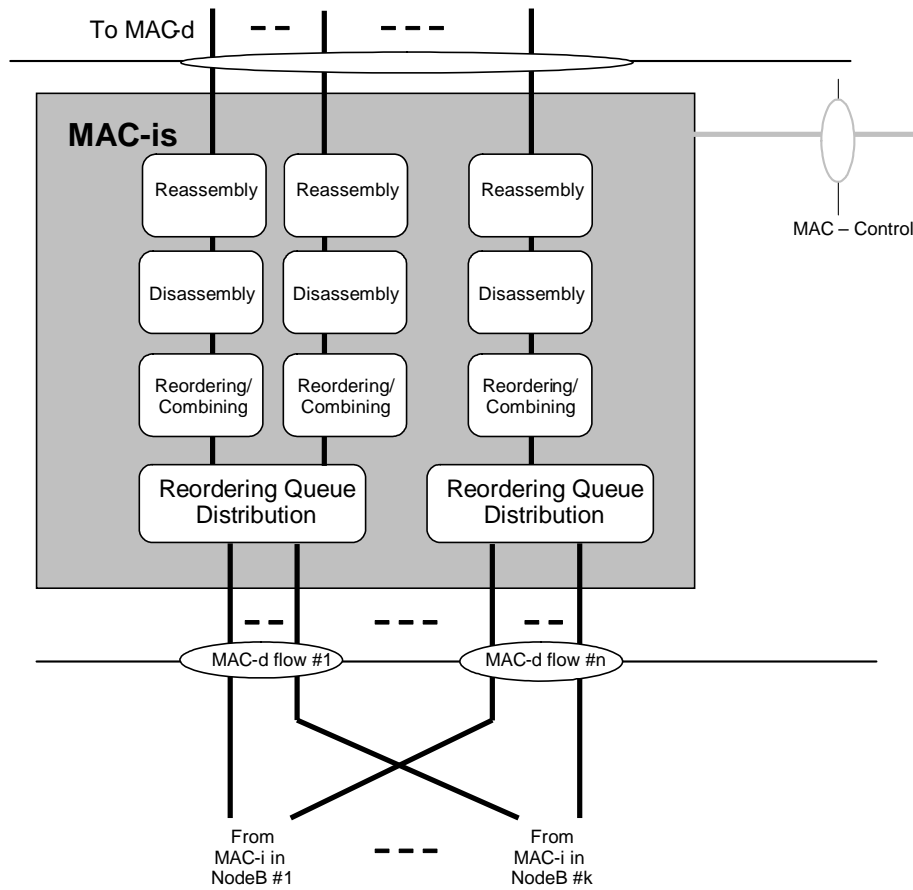 To MAC-d
MAC-is
Reassembly
Reassembly
Reassembly
MAC – Control
Disassembly
Disassembly
Disassembly
Reordering/
Combining
Reordering/
Combining
Reordering/
Combining
Reordering Queue
Distribution
Reordering Queue
Distribution
MAC-d flow #1
MAC-d flow #n
From
MAC-i in
NodeB #1
From
MAC-i in
NodeB #k